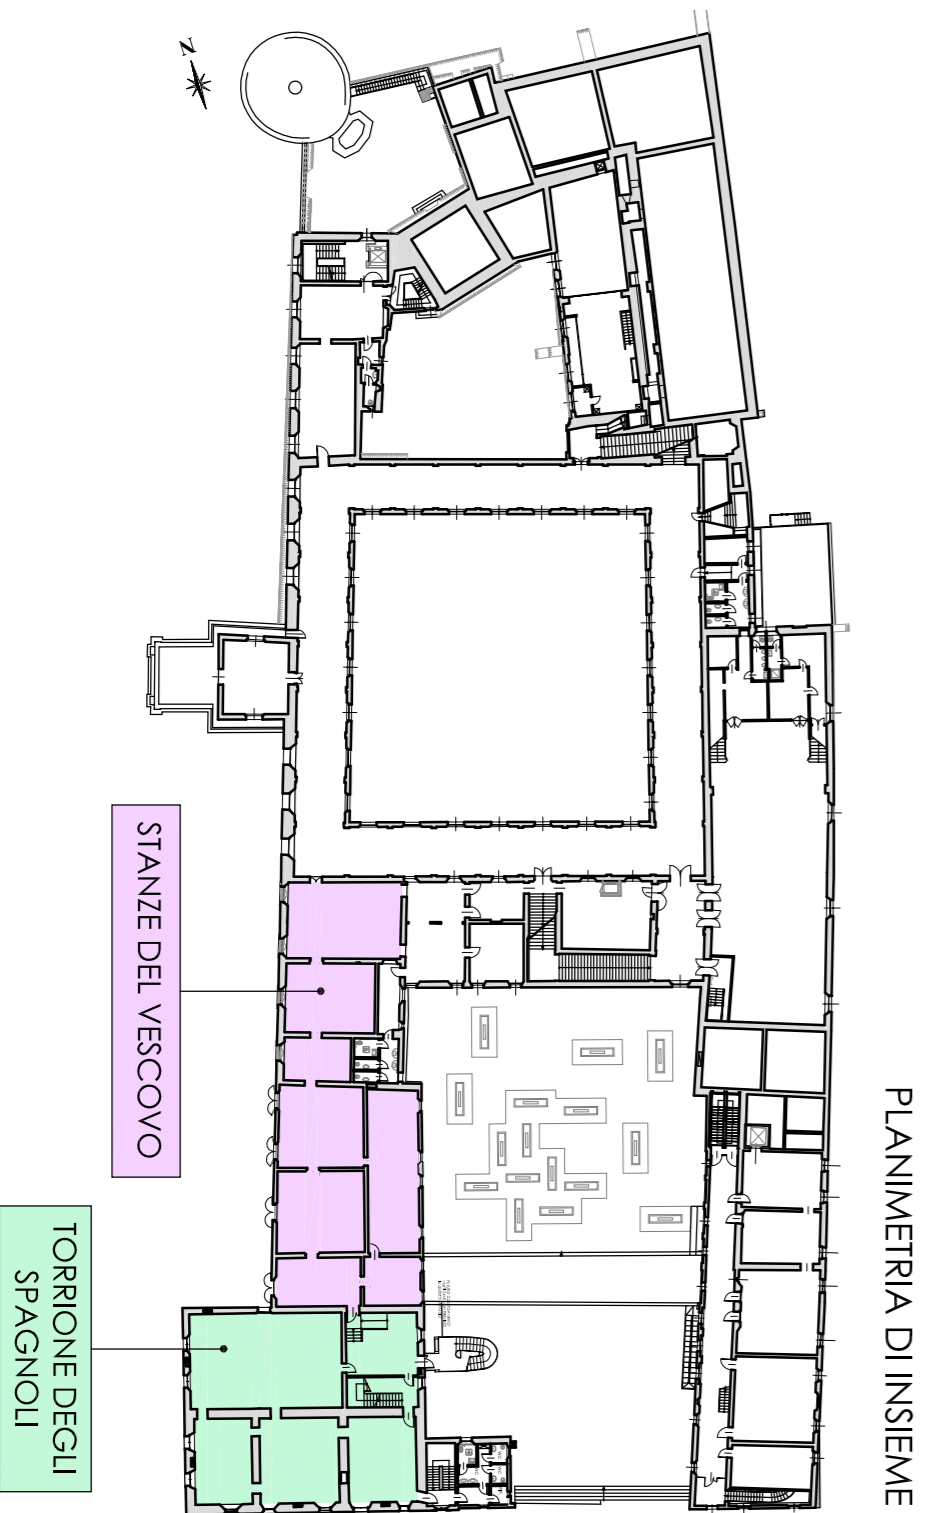 PLANIMETRIA DI INSIEME
N
STANZE DEL VESCOVO
TORRIONE DEGLI
SPAGNOLI